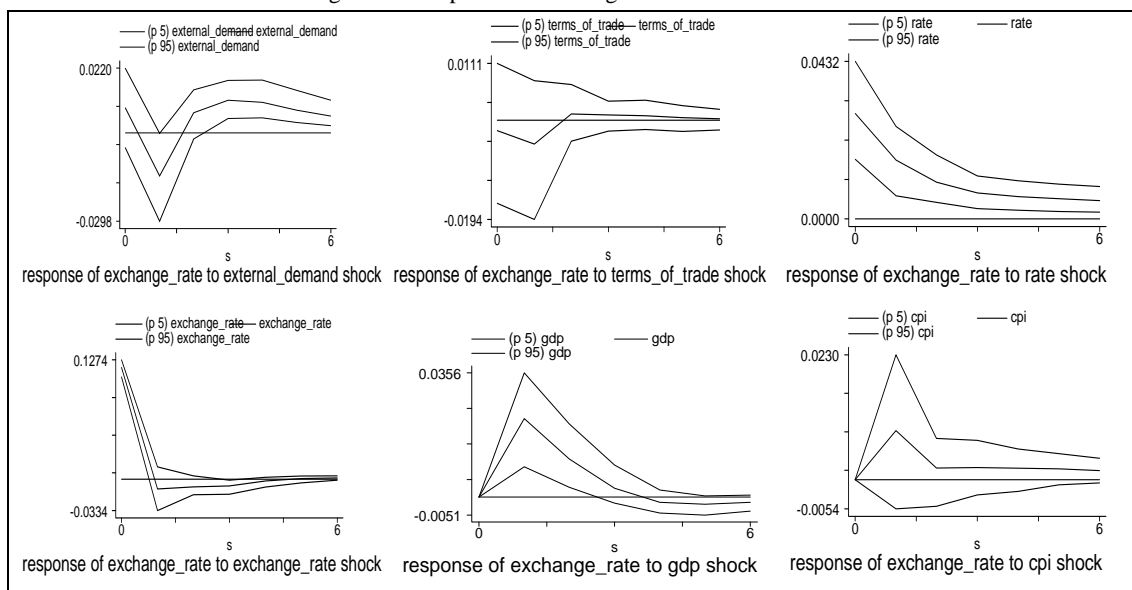 (p 5) external_demand external_demand
(p 95) external_demand
0.0220
-0.0298
0 6
s
response of exchange_rate to external_demand shock
(p 5) terms_of_trade terms_of_trade
(p 95) terms_of_trade
0.0111
-0.0194
0 6
s
response of exchange_rate to terms_of_trade shock
(p 5) rate rate
(p 95) rate
0.0432
0.0000
0 6
s
response of exchange_rate to rate shock
(p 5) exchange_rate exchange_rate
(p 95) exchange_rate
0.1274
-0.0334
0 6
s
response of exchange_rate to exchange_rate shock
(p 5) gdp gdp
(p 95) gdp
0.0356
-0.0051
0 6
s
response of exchange_rate to gdp shock
(p 5) cpi cpi
(p 95) cpi
0.0230
-0.0054
0 6
s
response of exchange_rate to cpi shock